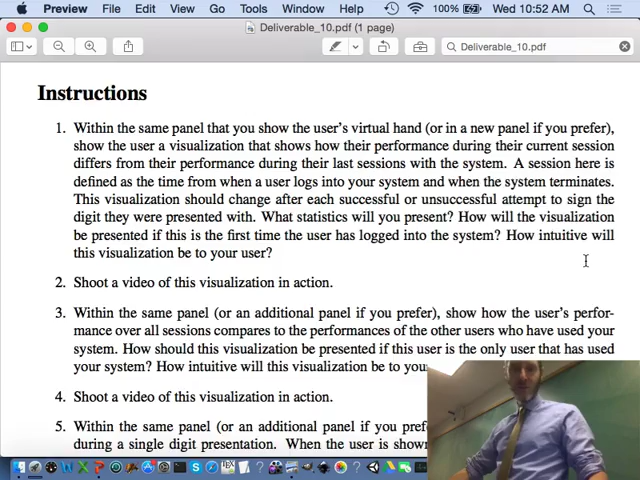 Preview File Edit View Go Tools Window Help 100% Wed 10:52 AM
Deliverable_10.pdf (1 page)
Deliverable_10.pdf
Instructions
1. Within the same panel that you show the user's virtual hand (or in a new panel if you prefer),
show the user a visualization that shows how their performance during their current session
differs from their performance during their last sessions with the system. A session here is
defined as the time from when a user logs into your system and when the system terminates.
This visualization should change after each successful or unsuccessful attempt to sign the
digit they were presented with. What statistics will you present? How will the visualization
be presented if this is the first time the user has logged into the system? How intuitive will
this visualization be to your user?
2. Shoot a video of this visualization in action.
3. Within the same panel (or an additional panel if you prefer), show how the user's perfor-
mance over all sessions compares to the performances of the other users who have used your
system. How should this visualization be presented if this user is the only user that has used
your system? How intuitive will this visualization be to you
4. Shoot a video of this visualization in action.
5. Within the same panel (or an additional panel if you pref
during a single digit presentation. When the user is shown